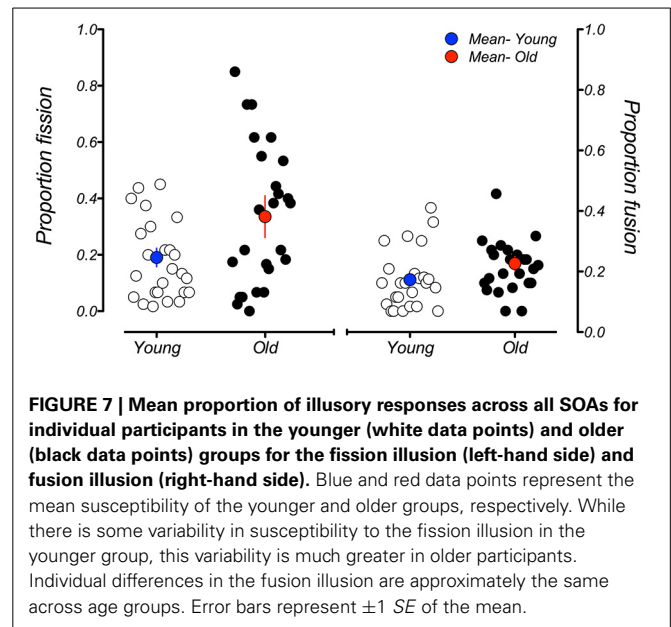 1.0
0.8
0.6
0.4
0.2
0.0
Proportion fission
Young
Old
Mean- Young
Mean- Old
1.0
0.8
0.6
0.4
0.2
0.0
Proportion fusion
Young
Old
FIGURE 7 | Mean proportion of illusory responses across all SOAs for
individual participants in the younger (white data points) and older
(black data points) groups for the fission illusion (left-hand side) and
fusion illusion (right-hand side). Blue and red data points represent the
mean susceptibility of the younger and older groups, respectively. While
there is some variability in susceptibility to the fission illusion in the
younger group, this variability is much greater in older participants.
Individual differences in the fusion illusion are approximately the same
across age groups. Error bars represent ±1 SE of the mean.